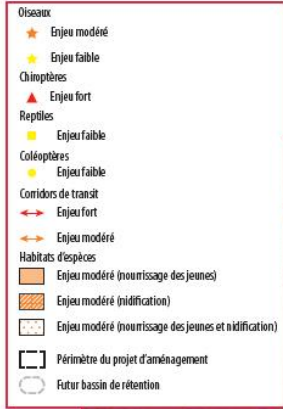 Oiseaux
Enjeu modéré
Enjeu faible
Chiroptères
Enjeu fort
Reptiles
Enjeu faible
Coléoptères
Enjeu faible
Corridors de transit
Enjeu fort
Enjeu modéré
Habitats d'espèces
Enjeu modéré (nourrissage des jeunes)
Enjeu modéré (nidification)
Enjeu modéré (nourrissage des jeunes et nidification)
Périmètre du projet d'aménagement
Futur bassin de rétention